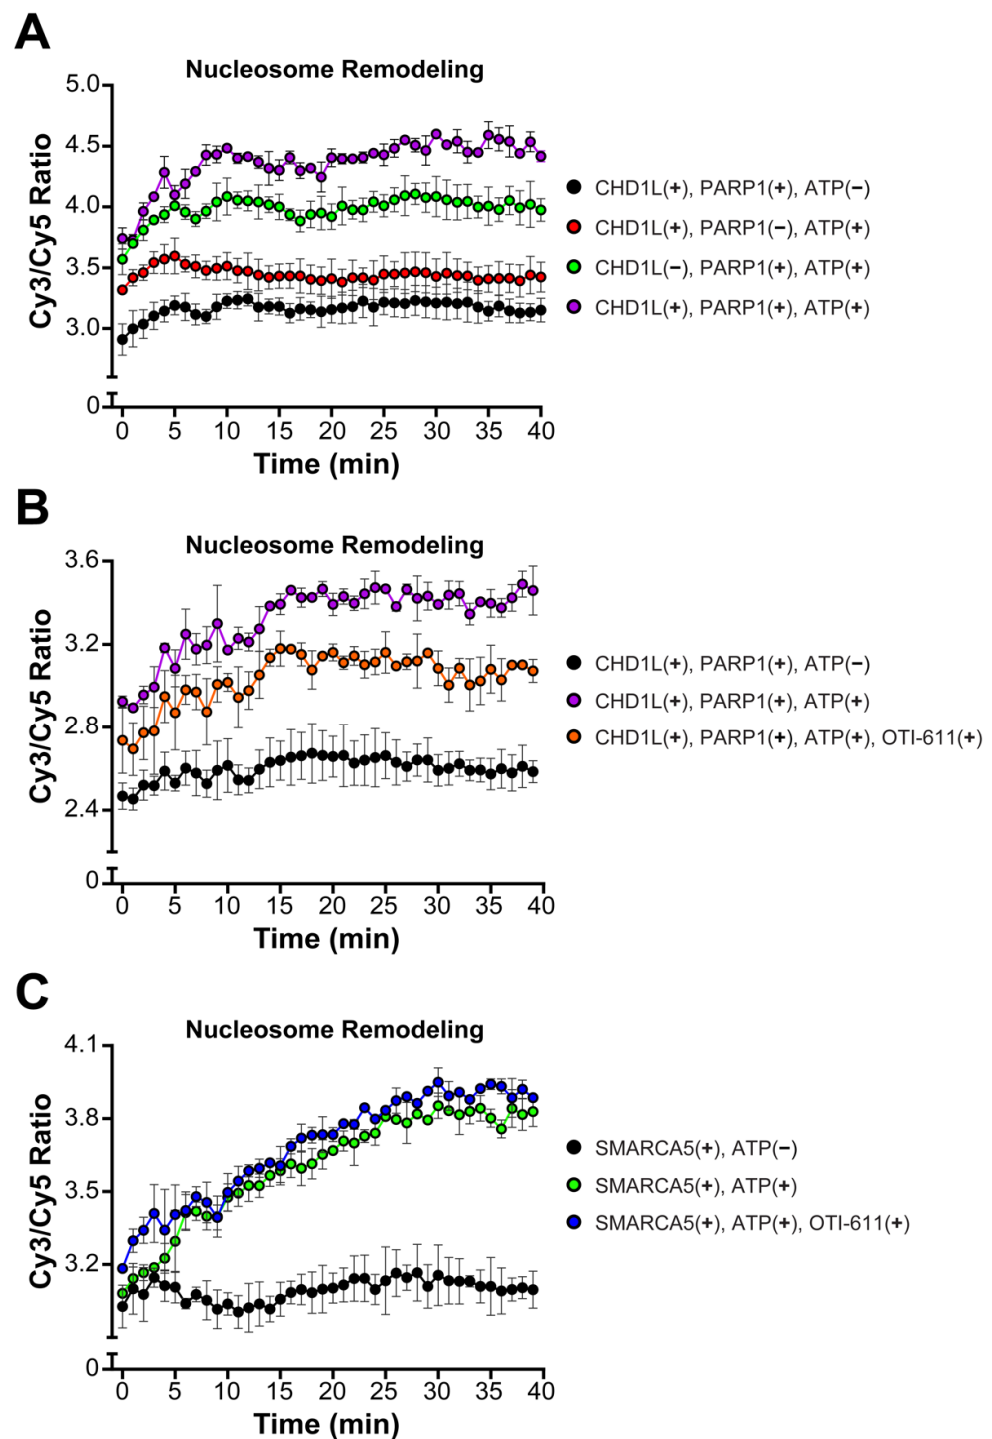 A
Nucleosome Remodeling
Cy3/Cy5 Ratio
5.0
4.5
4.0
3.5
3.0
0
0 5 10 15 20 25 30 35 40
Time (min)
CHD1L(+), PARP1(+), ATP(−)
CHD1L(+), PARP1(−), ATP(+)
CHD1L(−), PARP1(+), ATP(+)
CHD1L(+), PARP1(+), ATP(+)
B
Nucleosome Remodeling
Cy3/Cy5 Ratio
3.6
3.2
2.8
2.4
0
0 5 10 15 20 25 30 35 40
Time (min)
CHD1L(+), PARP1(+), ATP(−)
CHD1L(+), PARP1(+), ATP(+)
CHD1L(+), PARP1(+), ATP(+), OTI-611(+)
C
Nucleosome Remodeling
Cy3/Cy5 Ratio
4.1
3.8
3.5
3.2
0
0 5 10 15 20 25 30 35 40
Time (min)
SMARCA5(+), ATP(−)
SMARCA5(+), ATP(+)
SMARCA5(+), ATP(+), OTI-611(+)